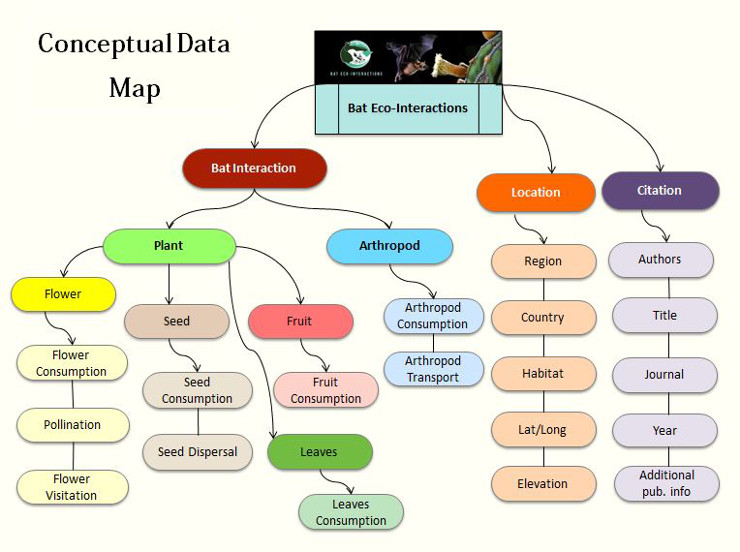 Conceptual Data
Map
BAT ECO-INTERACTIONS
Bat Eco-Interactions
Bat Interaction
Location
Citation
Plant
Arthropod
Region
Authors
Flower
Seed
Fruit
Arthropod
Consumption
Country
Title
Flower
Consumption
Seed
Consumption
Fruit
Consumption
Arthropod
Transport
Habitat
Journal
Pollination
Lat/Long
Year
Seed Dispersal
Leaves
Flower
Visitation
Elevation
Additional
pub. info
Leaves
Consumption